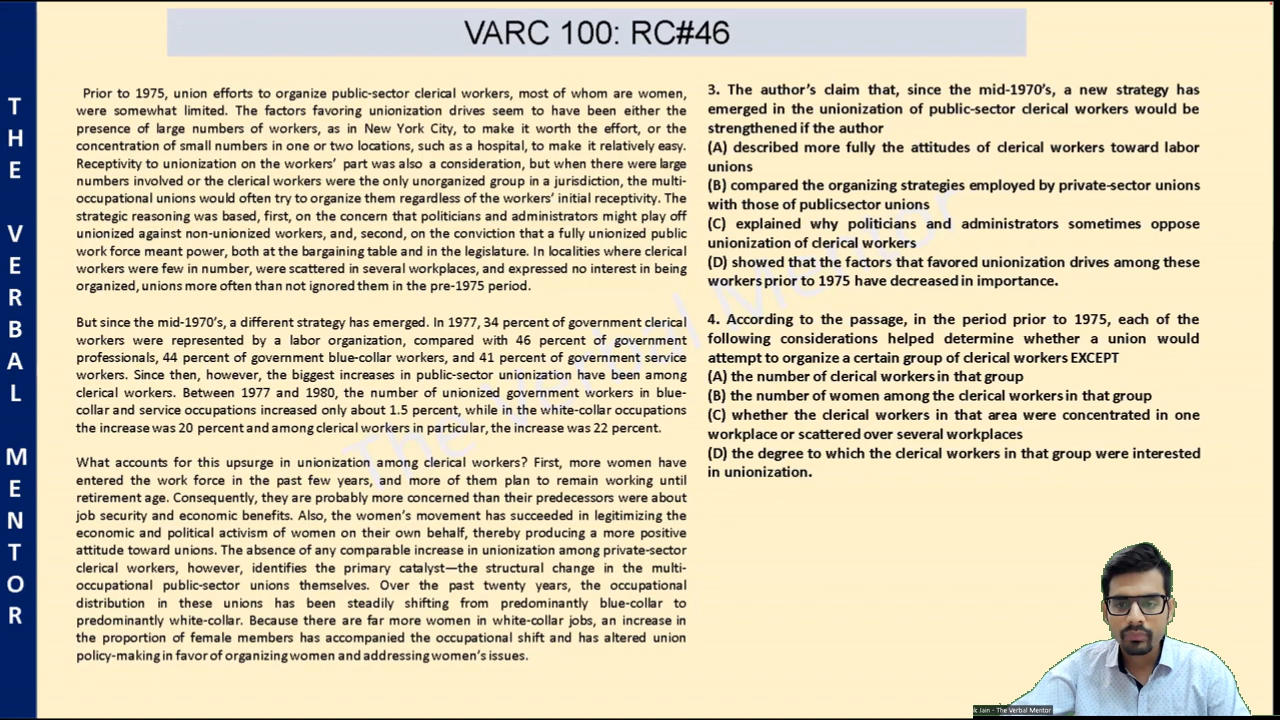 VARC 100: RC#46
THE VERBAL MENTOR
Prior to 1975, union efforts to organize public-sector clerical workers, most of whom are women,
were somewhat limited. The factors favoring unionization drives seem to have been either the
presence of large numbers of workers, as in New York City, to make it worth the effort, or the
concentration of small numbers in one or two locations, such as a hospital, to make it relatively easy.
Receptivity to unionization on the workers' part was also a consideration, but when there were large
numbers involved or the clerical workers were the only unorganized group in a jurisdiction, the multi-
occupational unions would often try to organize them regardless of the workers' initial receptivity. The
strategic reasoning was based, first, on the concern that politicians and administrators might play off
unionized against non-unionized workers, and, second, on the conviction that a fully unionized public
work force meant power, both at the bargaining table and in the legislature. In localities where clerical
workers were few in number, were scattered in several workplaces, and expressed no interest in being
organized, unions more often than not ignored them in the pre-1975 period.
But since the mid-1970's, a different strategy has emerged. In 1977, 34 percent of government clerical
workers were represented by a labor organization, compared with 46 percent of government
professionals, 44 percent of government blue-collar workers, and 41 percent of government service
workers. Since then, however, the biggest increases in public-sector unionization have been among
clerical workers. Between 1977 and 1980, the number of unionized government workers in blue-
collar and service occupations increased only about 1.5 percent, while in the white-collar occupations
the increase was 20 percent and among clerical workers in particular, the increase was 22 percent.
What accounts for this upsurge in unionization among clerical workers? First, more women have
entered the work force in the past few years, and more of them plan to remain working until
retirement age. Consequently, they are probably more concerned than their predecessors were about
job security and economic benefits. Also, the women's movement has succeeded in legitimizing the
economic and political activism of women on their own behalf, thereby producing a more positive
attitude toward unions. The absence of any comparable increase in unionization among private-sector
clerical workers, however, identifies the primary catalyst—the structural change in the multi-
occupational public-sector unions themselves. Over the past twenty years, the occupational
distribution in these unions has been steadily shifting from predominantly blue-collar to
predominantly white-collar. Because there are far more women in white-collar jobs, an increase in
the proportion of female members has accompanied the occupational shift and has altered union
policy-making in favor of organizing women and addressing women's issues.
3. The author's claim that, since the mid-1970's, a new strategy has
emerged in the unionization of public-sector clerical workers would be
strengthened if the author
(A) described more fully the attitudes of clerical workers toward labor
unions
(B) compared the organizing strategies employed by private-sector unions
with those of publicsector unions
(C) explained why politicians and administrators sometimes oppose
unionization of clerical workers
(D) showed that the factors that favored unionization drives among these
workers prior to 1975 have decreased in importance.
4. According to the passage, in the period prior to 1975, each of the
following considerations helped determine whether a union would
attempt to organize a certain group of clerical workers EXCEPT
(A) the number of clerical workers in that group
(B) the number of women among the clerical workers in that group
(C) whether the clerical workers in that area were concentrated in one
workplace or scattered over several workplaces
(D) the degree to which the clerical workers in that group were interested
in unionization.
The Verbal Mentor
Jain - The Verbal Mentor